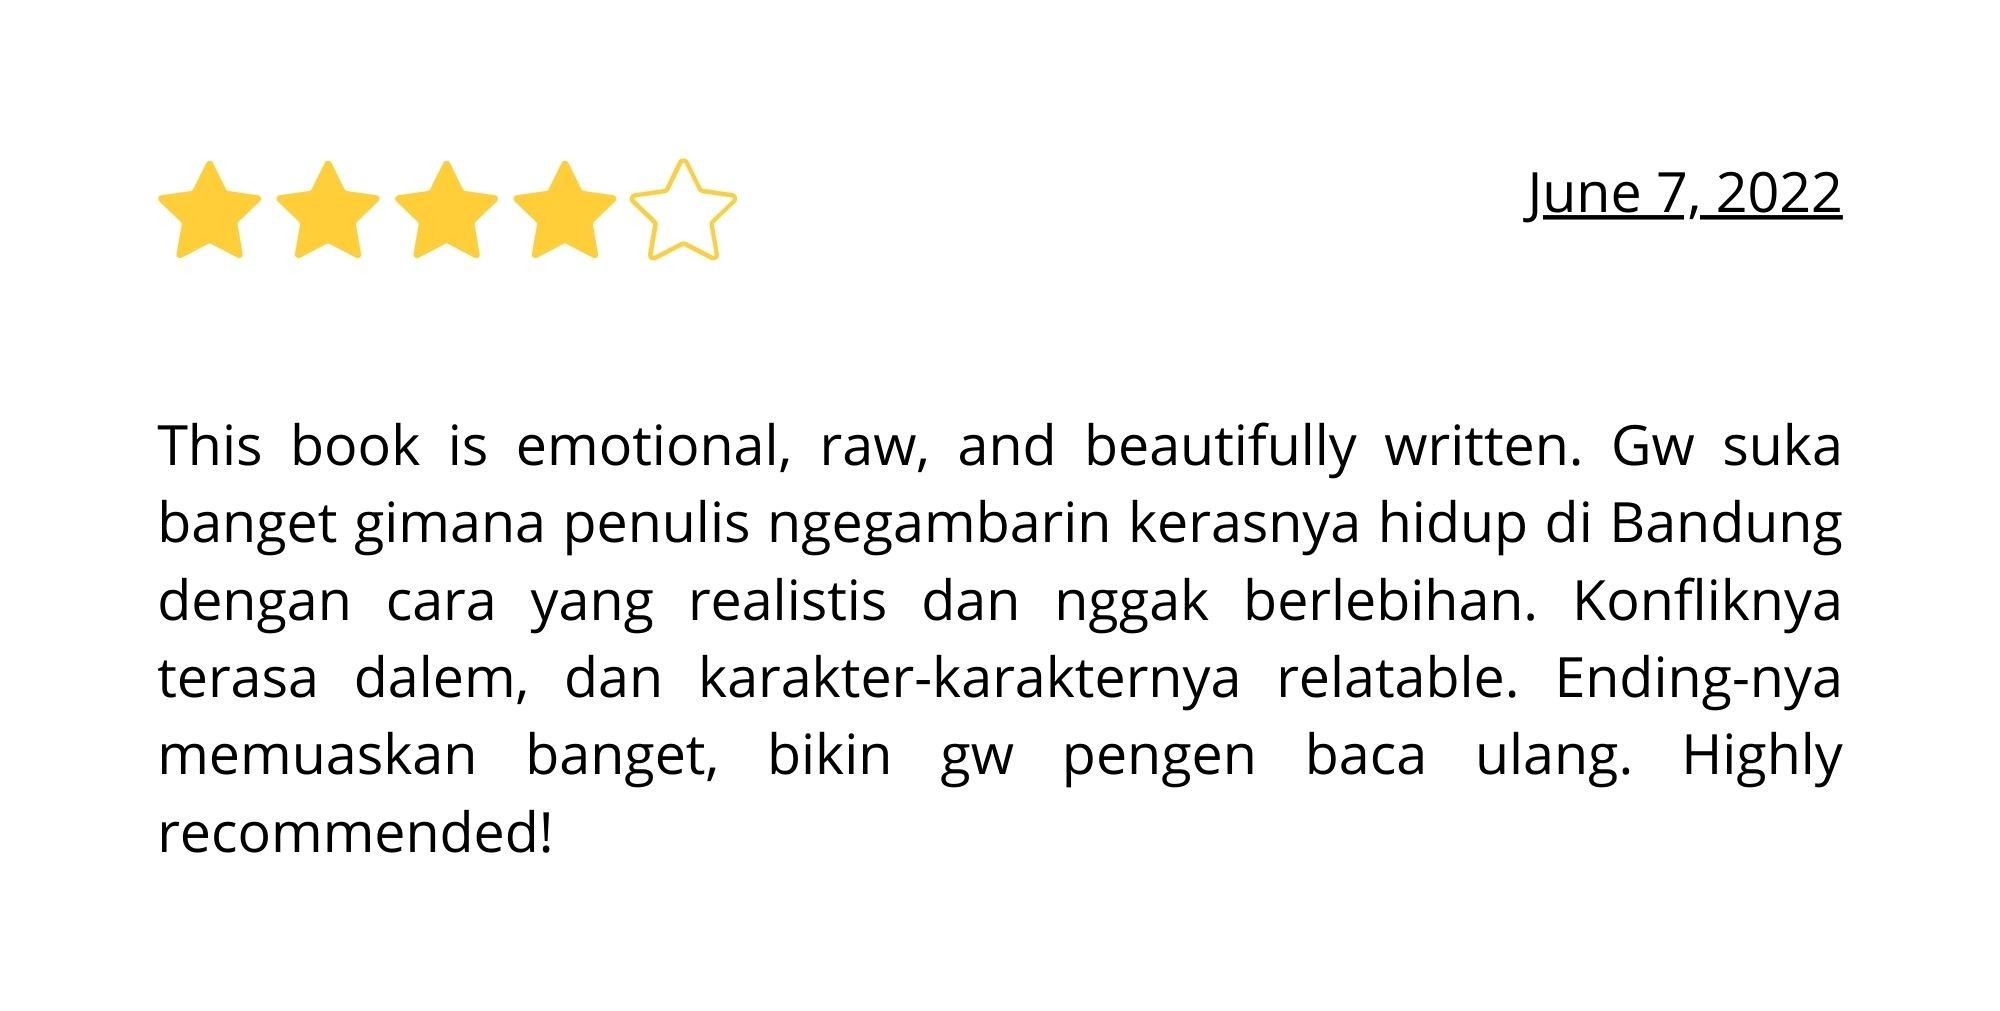 June 7, 2022
This book is emotional, raw, and beautifully written. Gw suka
banget gimana penulis ngegambarin kerasnya hidup di Bandung
dengan cara yang realistis dan nggak berlebihan. Konfliknya
terasa dalem, dan karakter-karakternya relatable. Ending-nya
memuaskan banget, bikin gw pengen baca ulang. Highly
recommended!